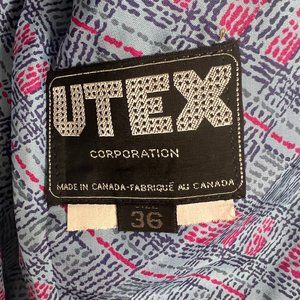 UTEX
CORPORATION
MADE IN CANADA-FABRIQUÉ AU CANADA
36